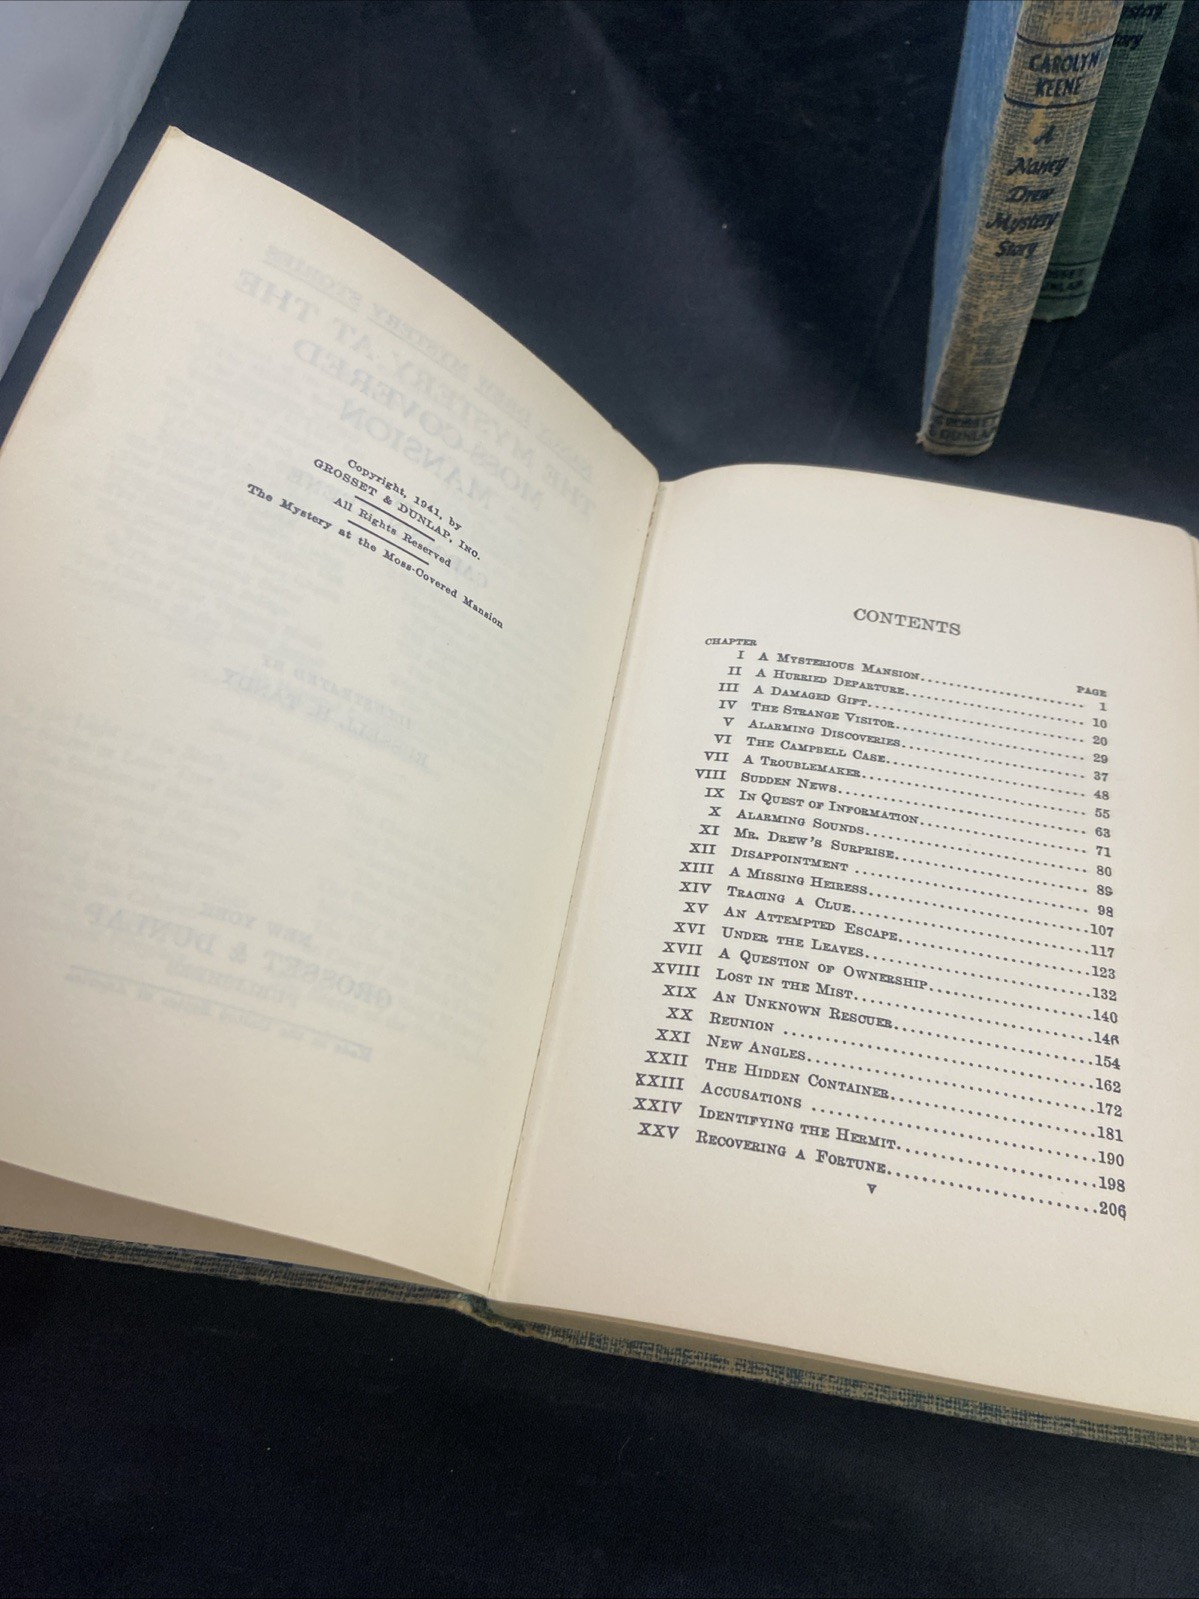 Copyright, 1941, by
GROSSET & DUNLAP, INC.
All Rights Reserved
The Mystery at the Moss-Covered Mansion
CONTENTS
CHAPTER PAGE
I A MYSTERIOUS MANSION 1
II A HURRIED DEPARTURE 10
III A DAMAGED GIFT 20
IV THE STRANGE VISITOR 29
V ALARMING DISCOVERIES 37
VI THE CAMPBELL CASE 48
VII A TROUBLEMAKER 55
VIII SUDDEN NEWS 63
IX IN QUEST OF INFORMATION 71
X ALARMING SOUNDS 80
XI MR. DREW'S SURPRISE 89
XII DISAPPOINTMENT 98
XIII A MISSING HEIRESS 107
XIV TRACING A CLUE 117
XV AN ATTEMPTED ESCAPE 123
XVI UNDER THE LEAVES 132
XVII A QUESTION OF OWNERSHIP 140
XVIII LOST IN THE MIST 146
XIX AN UNKNOWN RESCUER 154
XX REUNION 162
XXI NEW ANGLES 172
XXII THE HIDDEN CONTAINER 181
XXIII ACCUSATIONS 190
XXIV IDENTIFYING THE HERMIT 198
XXV RECOVERING A FORTUNE 206
v
CAROLYN
KEENE
A
Nancy
Drew
Mystery
Story
GROSSET
& DUNLAP